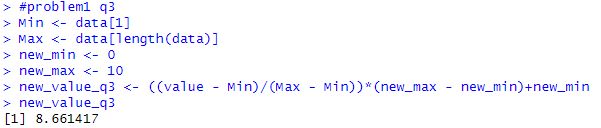 > #problem1 q3
> Min <- data[1]
> Max <- data[length(data)]
> new_min <- 0
> new_max <- 10
> new_value_q3 <- ((value - Min)/(Max - Min))*(new_max - new_min)+new_min
> new_value_q3
[1] 8.661417